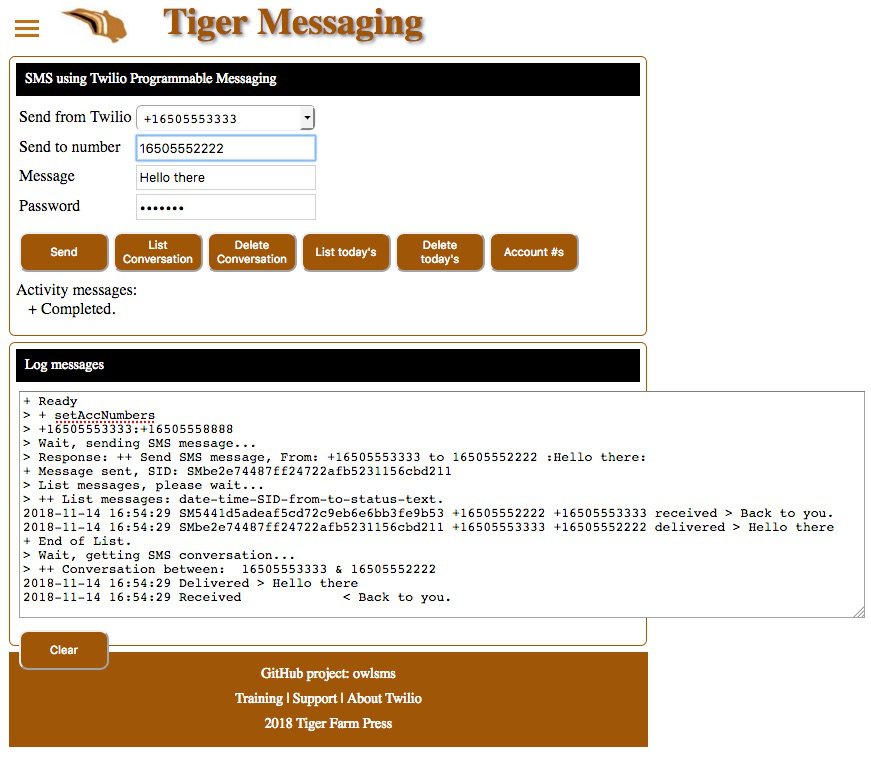 Tiger Messaging
SMS using Twilio Programmable Messaging
Send from Twilio +16505553333
Send to number 16505552222
Message Hello there
Password •••••••
Send
List Conversation
Delete Conversation
List today's
Delete today's
Account #s
Activity messages:
+ Completed.
Log messages
+ Ready
> + setAccNumbers
> +16505553333:+16505558888
> Wait, sending SMS message...
> Response: ++ Send SMS message, From: +16505553333 to 16505552222 :Hello there:
+ Message sent, SID: SMbe2e74487ff24722afb5231156cbd211
> List messages, please wait...
> ++ List messages: date-time-SID-from-to-status-text.
2018-11-14 16:54:29 SM5441d5adeaf5cd72c9eb6e6bb3fe9b53 +16505552222 +16505553333 received > Back to you.
2018-11-14 16:54:29 SMbe2e74487ff24722afb5231156cbd211 +16505553333 +16505552222 delivered > Hello there
+ End of List.
> Wait, getting SMS conversation...
> ++ Conversation between:  16505553333 & 16505552222
2018-11-14 16:54:29 Delivered > Hello there
2018-11-14 16:54:29 Received             < Back to you.
Clear
GitHub project: owlsms
Training | Support | About Twilio
2018 Tiger Farm Press